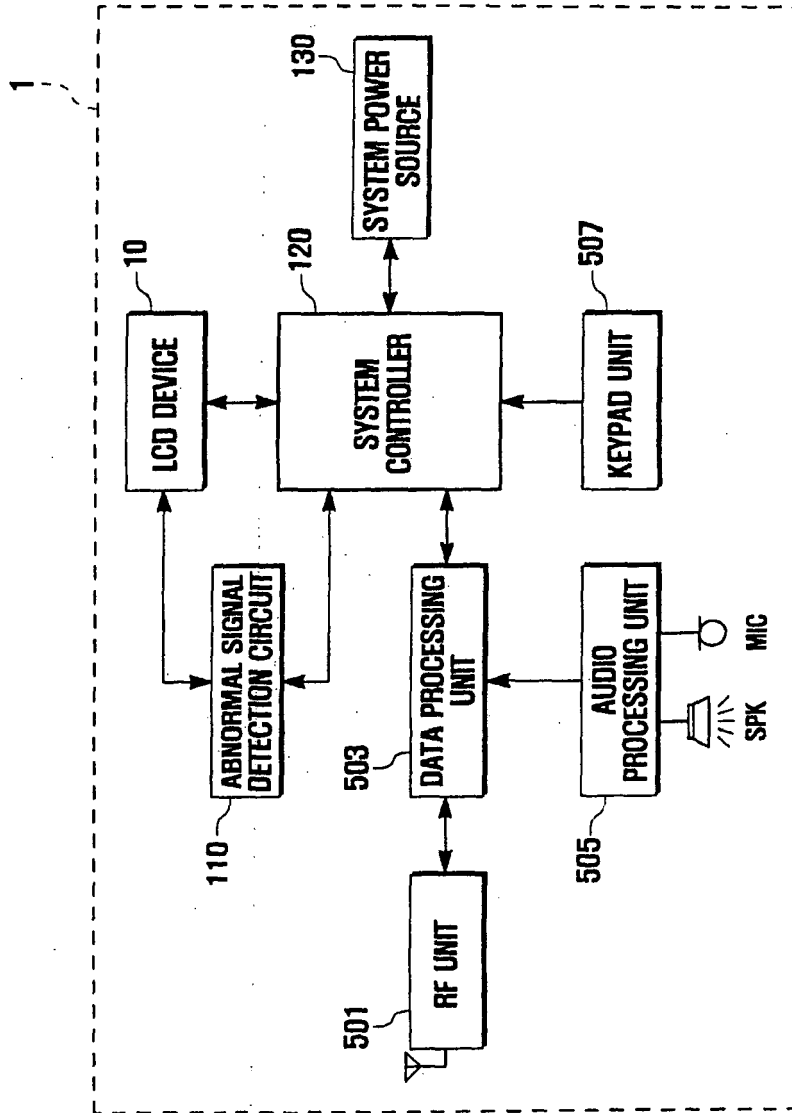 1
10
LCD DEVICE
130
SYSTEM POWER
SOURCE
120
SYSTEM
CONTROLLER
110
ABNORMAL SIGNAL
DETECTION CIRCUIT
501
RF UNIT
503
DATA PROCESSING
UNIT
507
KEYPAD UNIT
505
AUDIO
PROCESSING UNIT
SPK
MIC